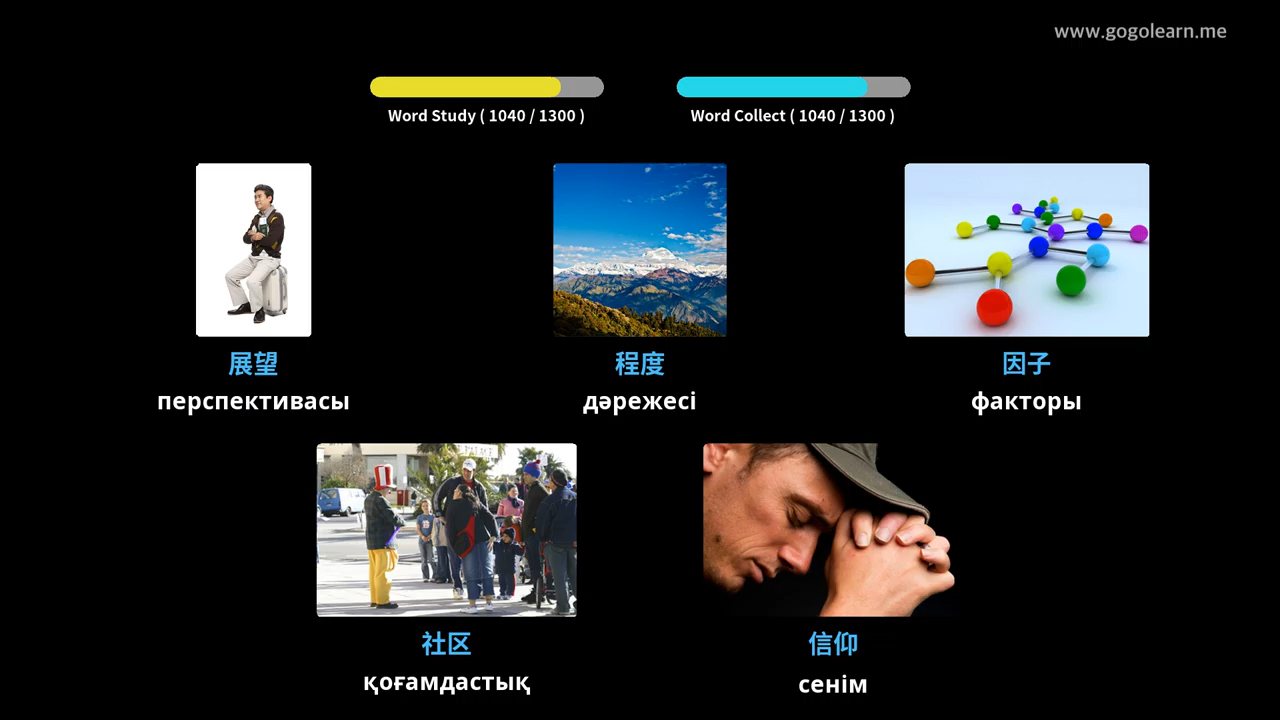 www.gogolearn.me
Word Study ( 1040 / 1300 )
Word Collect ( 1040 / 1300 )
展望
перспективасы
程度
дәрежесі
因子
факторы
社区
қоғамдастық
信仰
сенім